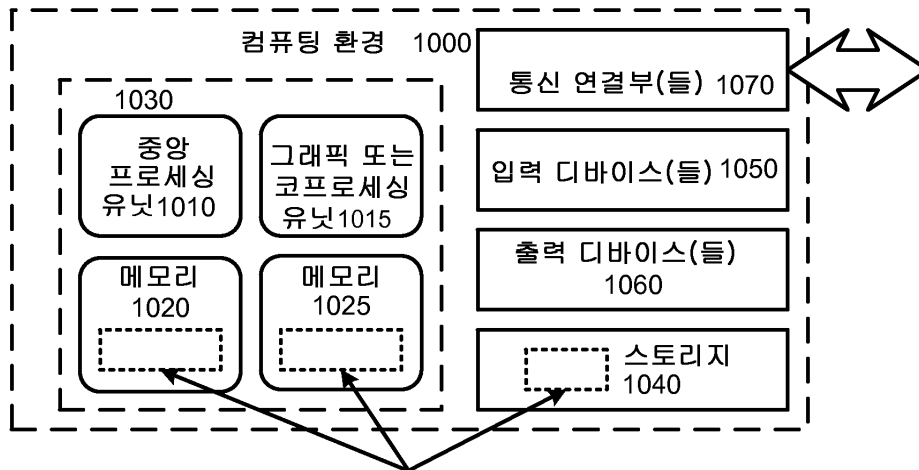 컴퓨팅 환경 1000
통신 연결부(들) 1070
1030
중앙
프로세싱
유닛1010
그래픽 또는
코프로세싱
유닛1015
입력 디바이스(들) 1050
출력 디바이스(들)
1060
메모리
1020
메모리
1025
스토리지
1040